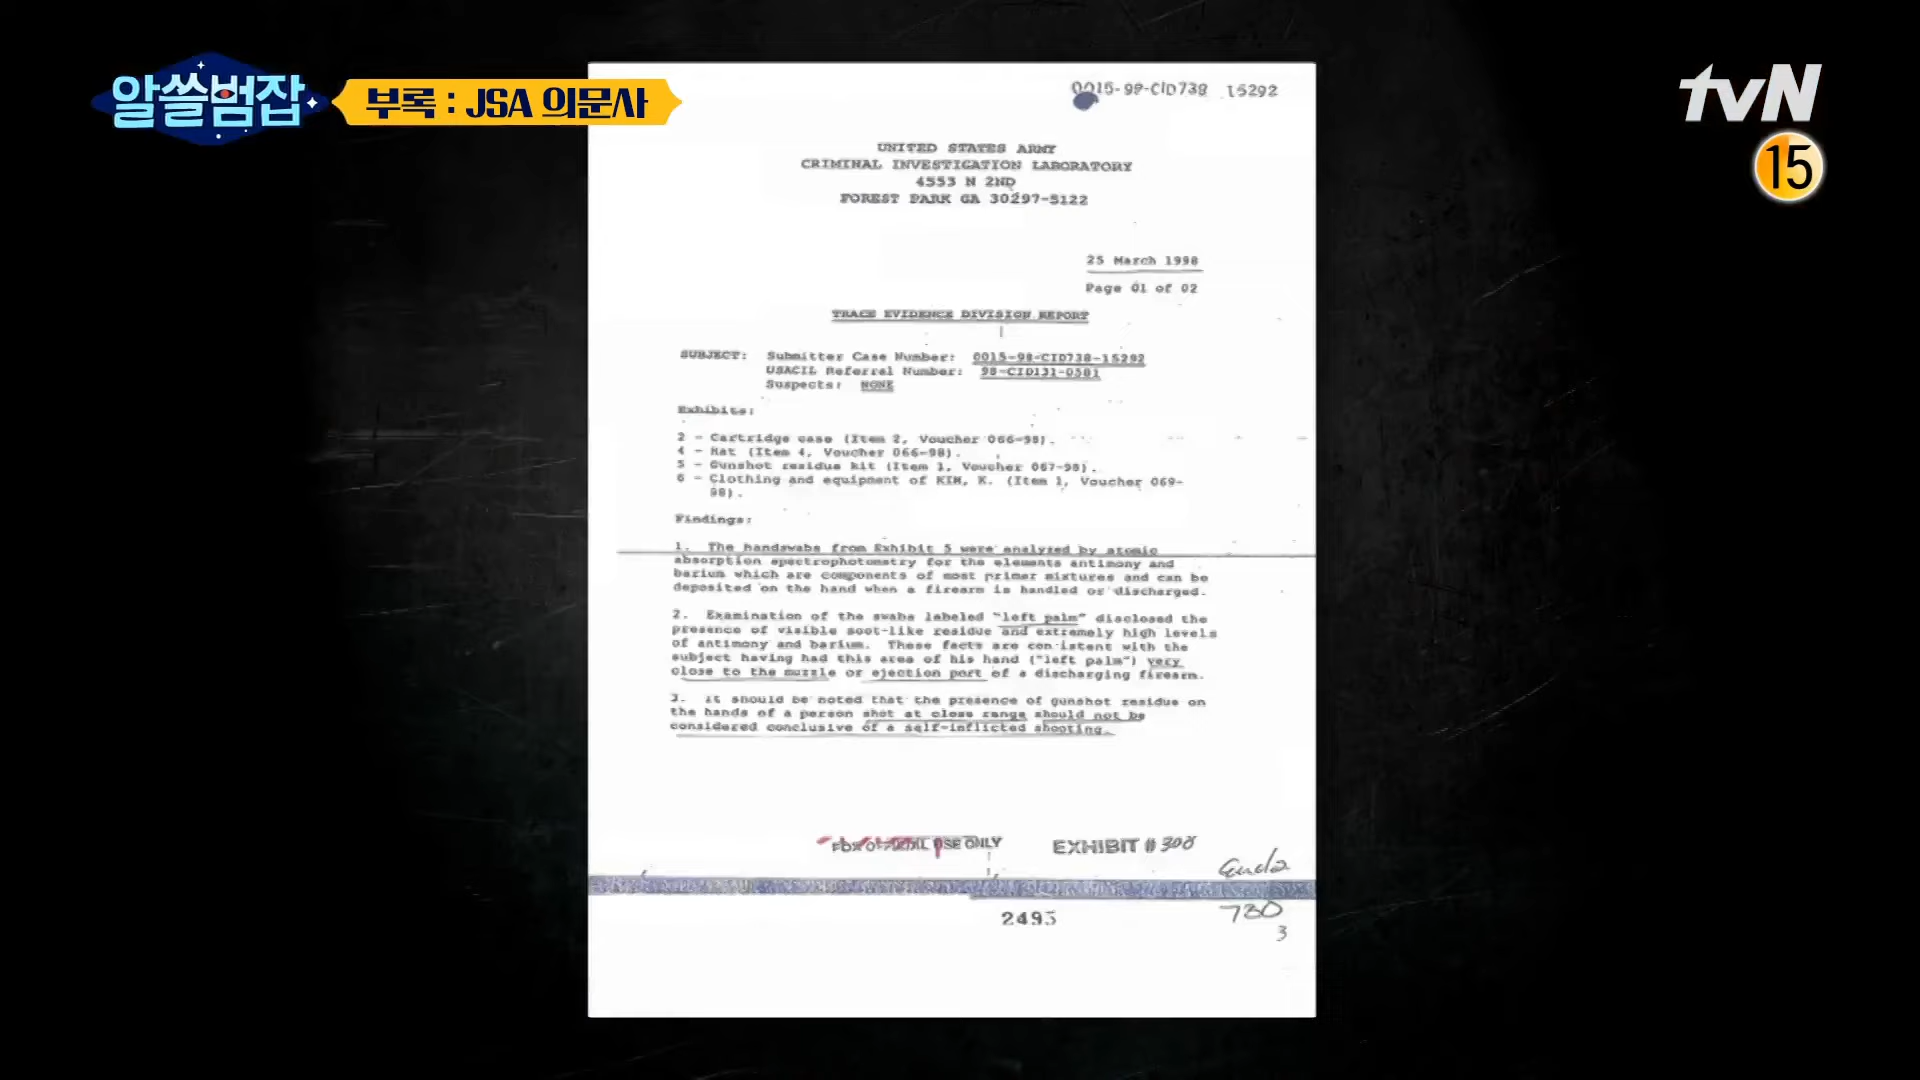 알쓸범잡
부록 : JSA 의문사
tvN
15
0015-98-CID738 15292
UNITED STATES ARMY
CRIMINAL INVESTIGATION LABORATORY
4553 N 2ND
FOREST PARK GA 30297-5122
25 March 1998
Page 01 of 02
TRACE EVIDENCE DIVISION REPORT
SUBJECT: Submitter Case Number: 0015-98-CID738-15292
USACIL Referral Number: 98-CID131-0581
Suspects: NONE
Exhibits:
2 - Cartridge case (Item 2, Voucher 066-98).
4 - Hat (Item 4, Voucher 066-98).
5 - Gunshot residue kit (Item 1, Voucher 067-98).
6 - Clothing and equipment of KIM, K. (Item 1, Voucher 069-
98).
Findings:
1. The handswabs from Exhibit 5 were analyzed by atomic
absorption spectrophotometry for the elements antimony and
barium which are components of most primer mixtures and can be
deposited on the hand when a firearm is handled or discharged.
2. Examination of the swabs labeled "left palm" disclosed the
presence of visible soot-like residue and extremely high levels
of antimony and barium. These facts are consistent with the
subject having had this area of his hand ("left palm") very
close to the muzzle or ejection port of a discharging firearm.
3. It should be noted that the presence of gunshot residue on
the hands of a person shot at close range should not be
considered conclusive of a self-inflicted shooting.
FOR OFFICIAL USE ONLY
EXHIBIT # 308
2495
780
3